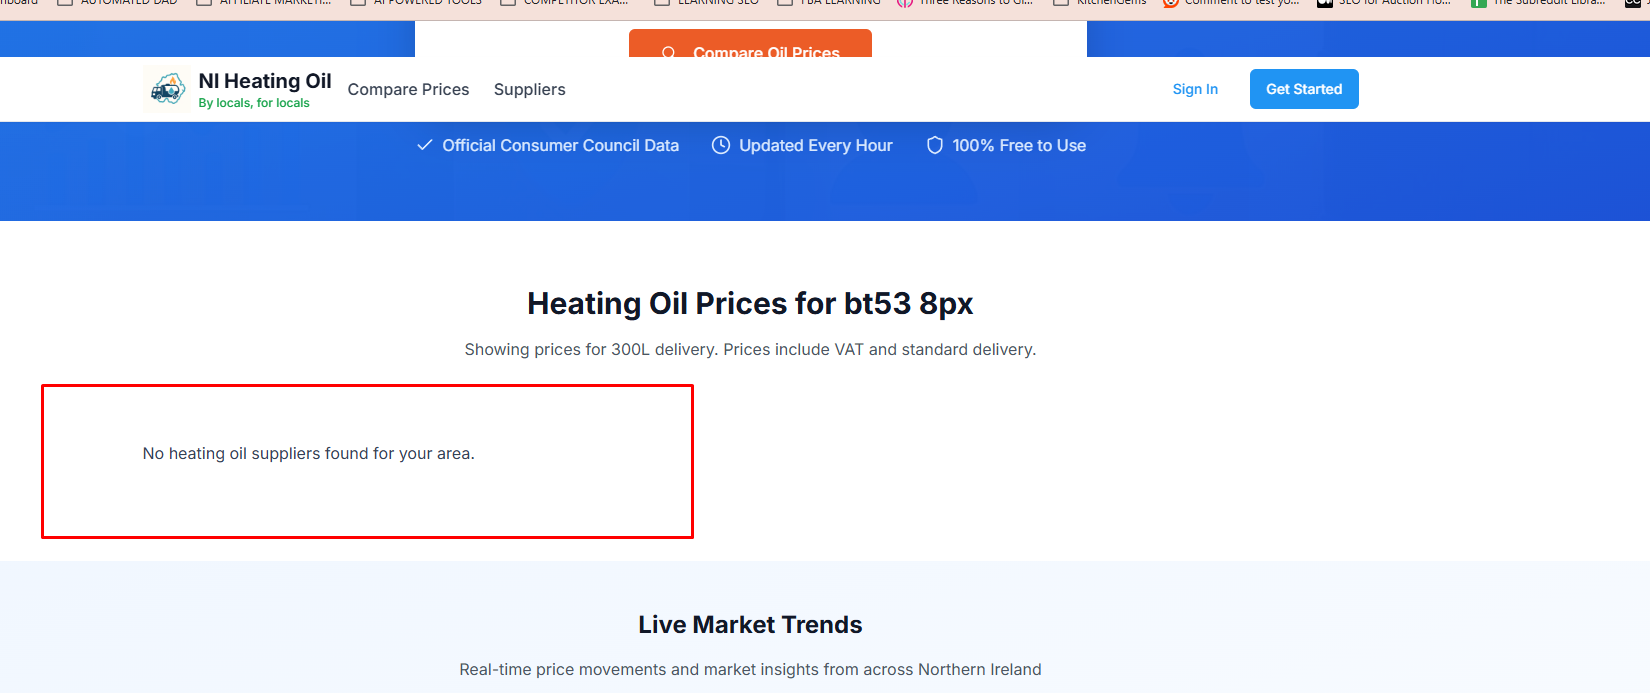 AUTOMATED DAD
AI POWERED TOOLS
COMPETITOR EXA...
LEARNING SEO
FBA LEARNING
Three Reasons to Gi...
KitchenGems
Comment to test yo...
SEO for Auction Ho...
The Subreddit Libra...
Compare Oil Prices
NI Heating Oil
By locals, for locals
Compare Prices
Suppliers
Sign In
Get Started
Official Consumer Council Data
Updated Every Hour
100% Free to Use
Heating Oil Prices for bt53 8px
Showing prices for 300L delivery. Prices include VAT and standard delivery.
No heating oil suppliers found for your area.
Live Market Trends
Real-time price movements and market insights from across Northern Ireland